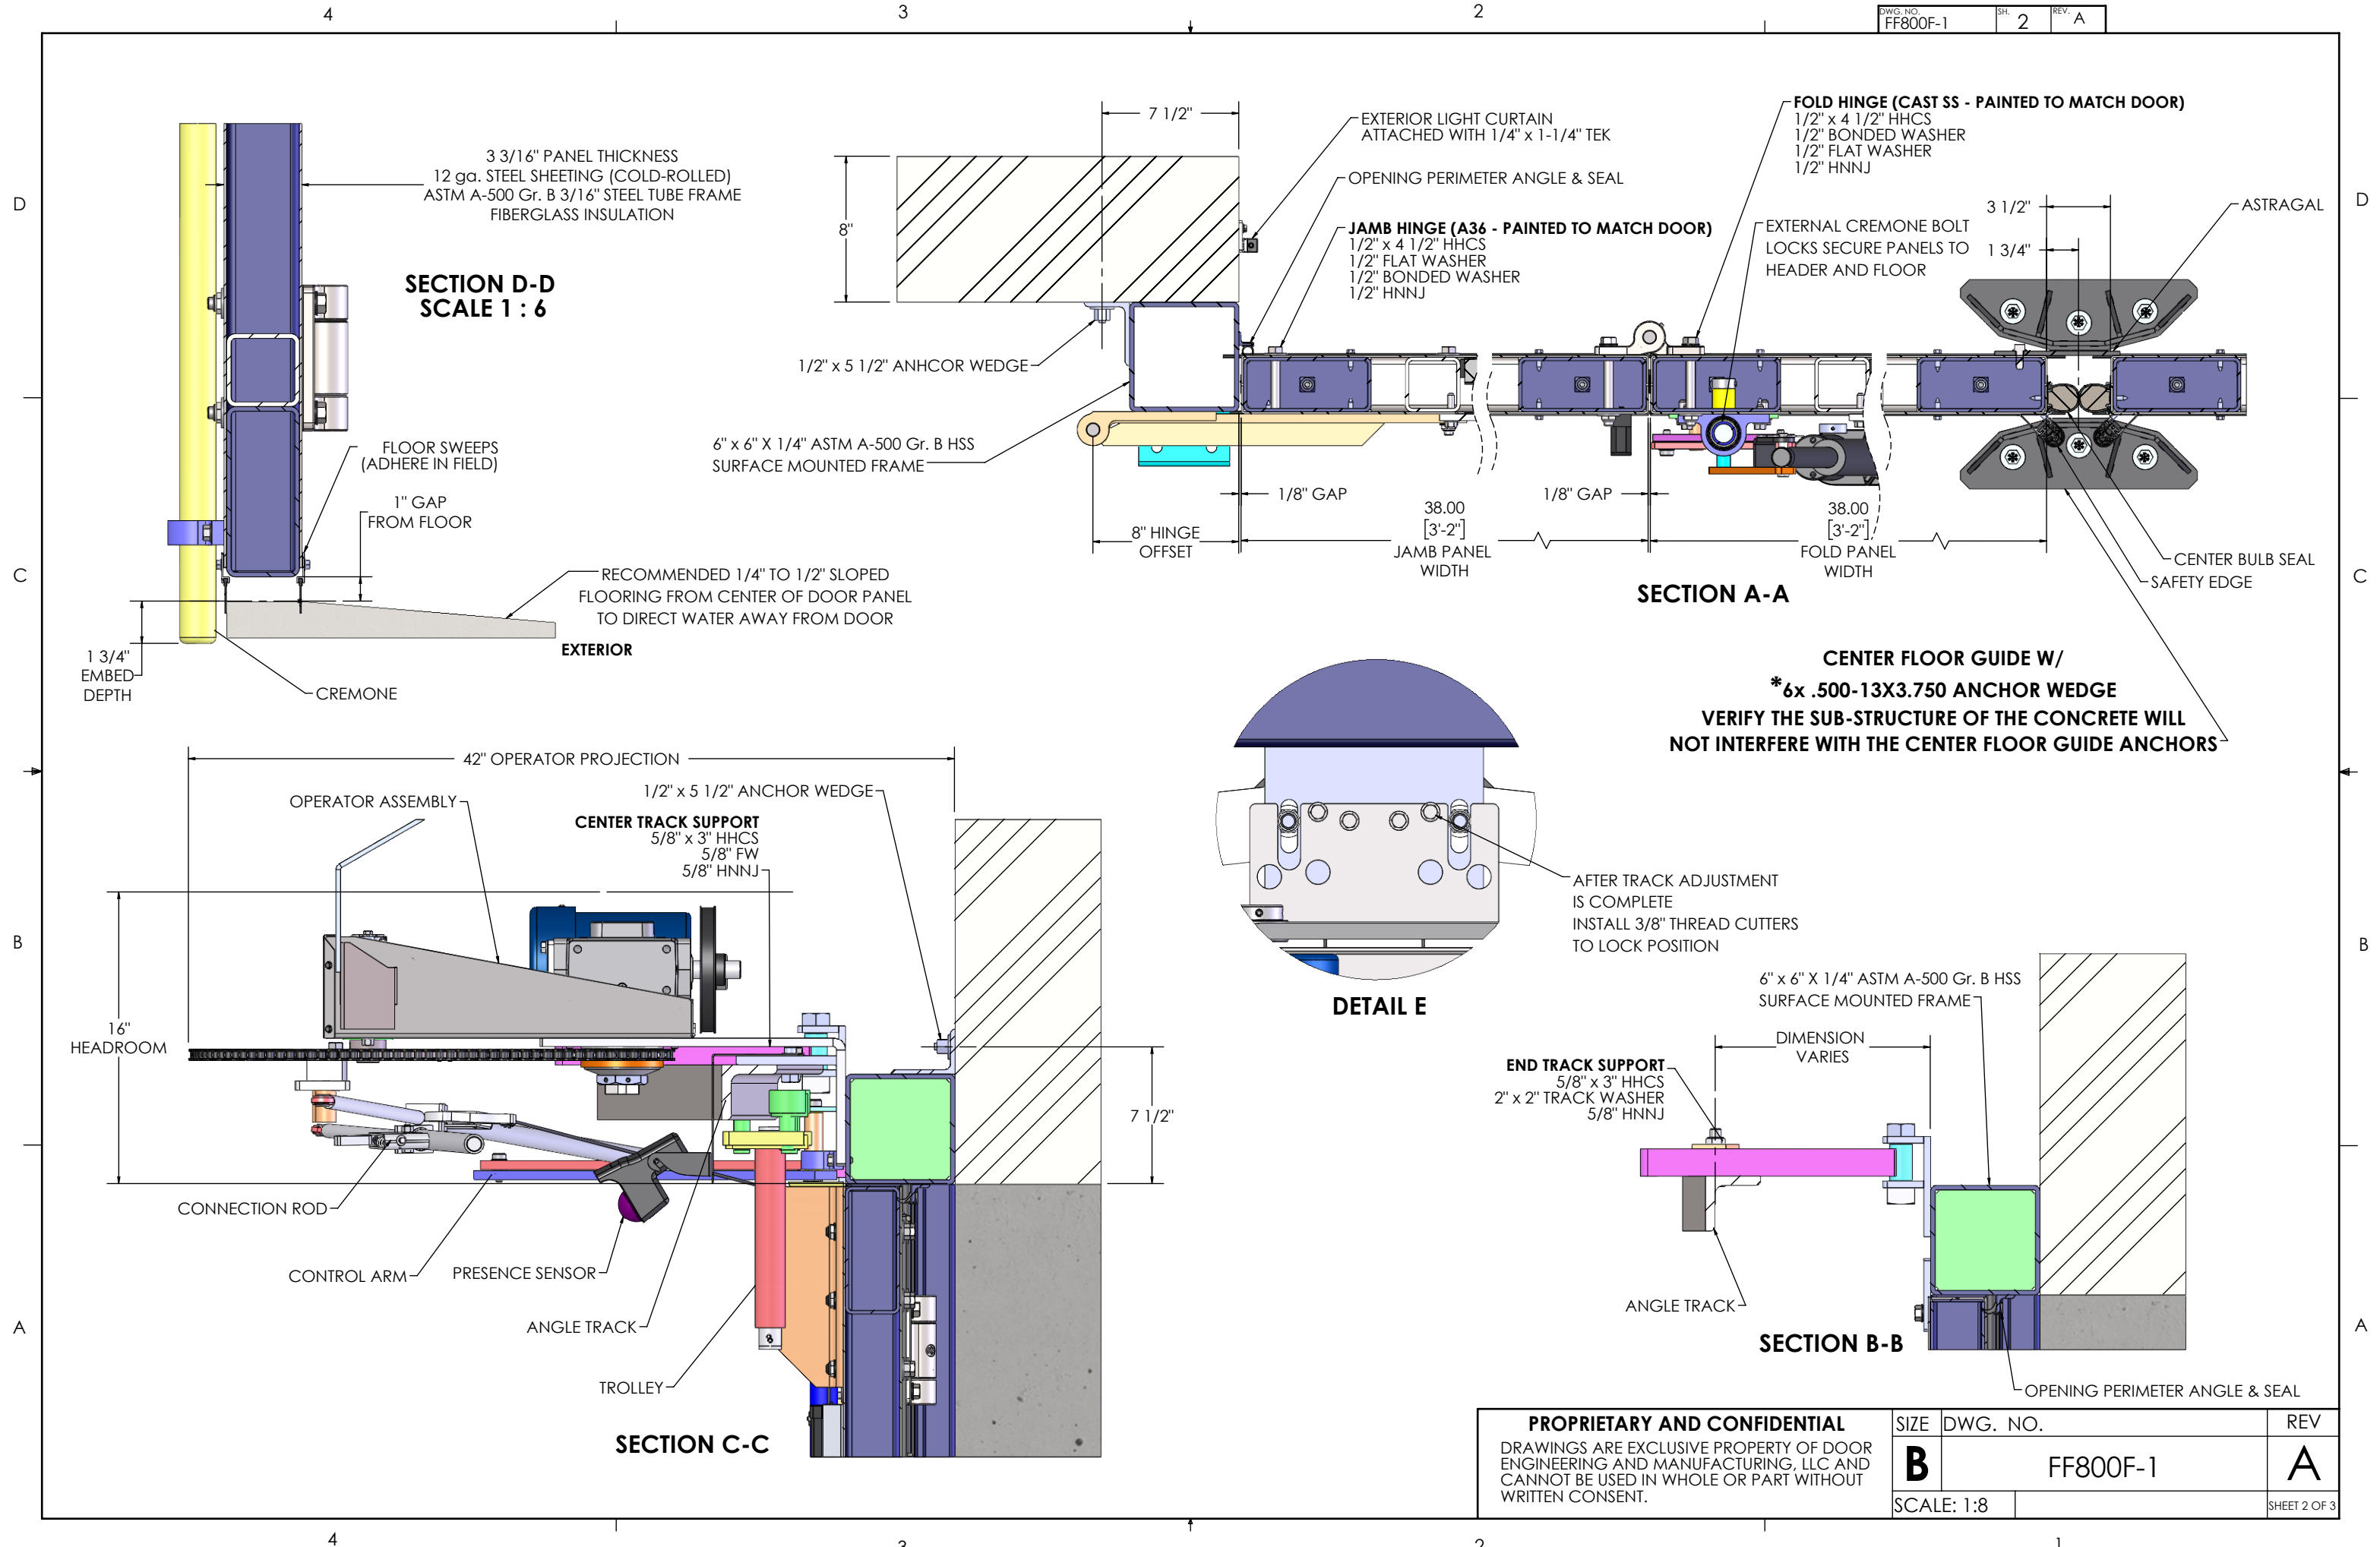 4
3
2
DWG. NO.
FF800F-1
SH.
2
REV.
A
D
D
C
C
B
B
A
A
3 3/16" PANEL THICKNESS
12 ga. STEEL SHEETING (COLD-ROLLED)
ASTM A-500 Gr. B 3/16" STEEL TUBE FRAME
FIBERGLASS INSULATION
SECTION D-D
SCALE 1 : 6
FLOOR SWEEPS
(ADHERE IN FIELD)
1" GAP
FROM FLOOR
RECOMMENDED 1/4" TO 1/2" SLOPED
FLOORING FROM CENTER OF DOOR PANEL
TO DIRECT WATER AWAY FROM DOOR
EXTERIOR
1 3/4"
EMBED
DEPTH
CREMONE
7 1/2"
8"
EXTERIOR LIGHT CURTAIN
ATTACHED WITH 1/4" x 1-1/4" TEK
OPENING PERIMETER ANGLE & SEAL
JAMB HINGE (A36 - PAINTED TO MATCH DOOR)
1/2" x 4 1/2" HHCS
1/2" FLAT WASHER
1/2" BONDED WASHER
1/2" HNNJ
FOLD HINGE (CAST SS - PAINTED TO MATCH DOOR)
1/2" x 4 1/2" HHCS
1/2" BONDED WASHER
1/2" FLAT WASHER
1/2" HNNJ
EXTERNAL CREMONE BOLT
LOCKS SECURE PANELS TO
HEADER AND FLOOR
3 1/2"
1 3/4"
ASTRAGAL
1/2" x 5 1/2" ANHCOR WEDGE
6" x 6" X 1/4" ASTM A-500 Gr. B HSS
SURFACE MOUNTED FRAME
1/8" GAP
1/8" GAP
8" HINGE
OFFSET
38.00
[3'-2"]
JAMB PANEL
WIDTH
38.00
[3'-2"]
FOLD PANEL
WIDTH
CENTER BULB SEAL
SAFETY EDGE
SECTION A-A
CENTER FLOOR GUIDE W/
*6x .500-13X3.750 ANCHOR WEDGE
VERIFY THE SUB-STRUCTURE OF THE CONCRETE WILL
NOT INTERFERE WITH THE CENTER FLOOR GUIDE ANCHORS
42" OPERATOR PROJECTION
OPERATOR ASSEMBLY
1/2" x 5 1/2" ANCHOR WEDGE
CENTER TRACK SUPPORT
5/8" x 3" HHCS
5/8" FW
5/8" HNNJ
16"
HEADROOM
7 1/2"
CONNECTION ROD
CONTROL ARM
PRESENCE SENSOR
ANGLE TRACK
TROLLEY
SECTION C-C
AFTER TRACK ADJUSTMENT
IS COMPLETE
INSTALL 3/8" THREAD CUTTERS
TO LOCK POSITION
DETAIL E
6" x 6" X 1/4" ASTM A-500 Gr. B HSS
SURFACE MOUNTED FRAME
DIMENSION
VARIES
END TRACK SUPPORT
5/8" x 3" HHCS
2" x 2" TRACK WASHER
5/8" HNNJ
ANGLE TRACK
SECTION B-B
OPENING PERIMETER ANGLE & SEAL
PROPRIETARY AND CONFIDENTIAL
DRAWINGS ARE EXCLUSIVE PROPERTY OF DOOR
ENGINEERING AND MANUFACTURING, LLC AND
CANNOT BE USED IN WHOLE OR PART WITHOUT
WRITTEN CONSENT.
SIZE
DWG. NO.
REV
B
FF800F-1
A
SCALE: 1:8
SHEET 2 OF 3
4
3
2
1